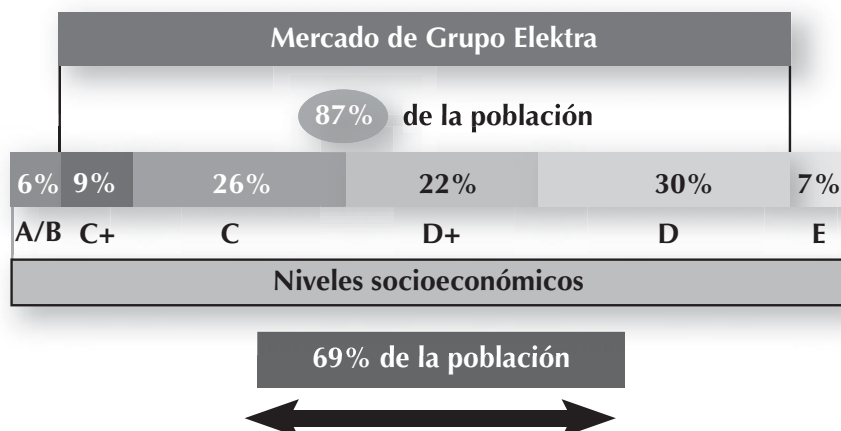 Mercado de Grupo Elektra
87% de la población
6% 9% 26% 22% 30% 7%
A/B C+ C D+ D E
Niveles socioeconómicos
69% de la población